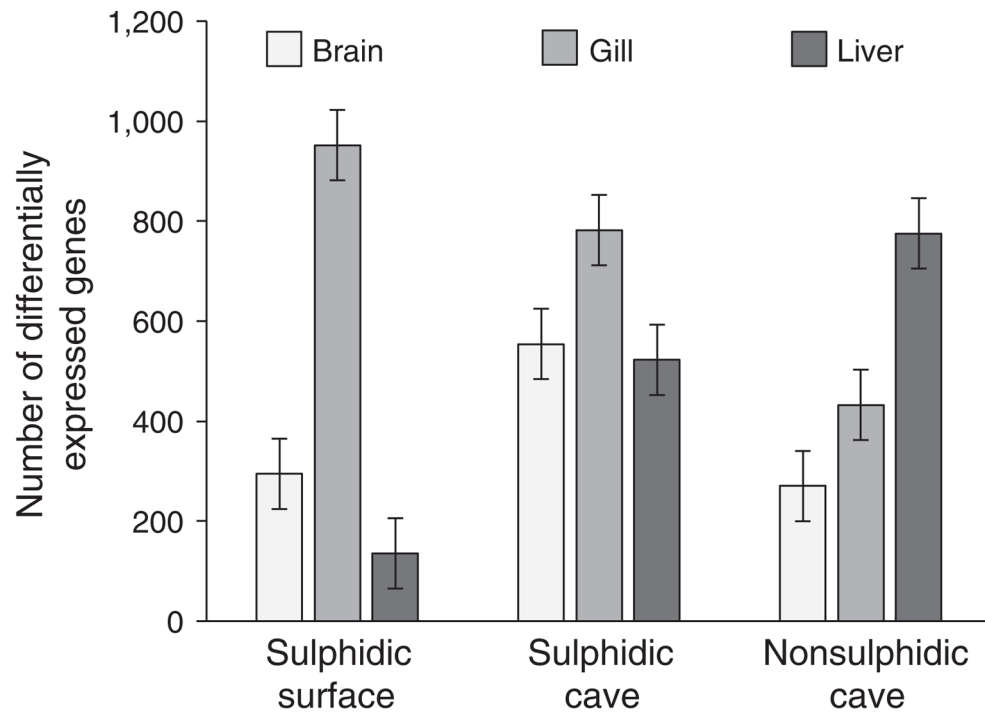 Number of differentially
expressed genes
1,200
1,000
800
600
400
200
0
Brain
Gill
Liver
Sulphidic
surface
Sulphidic
cave
Nonsulphidic
cave